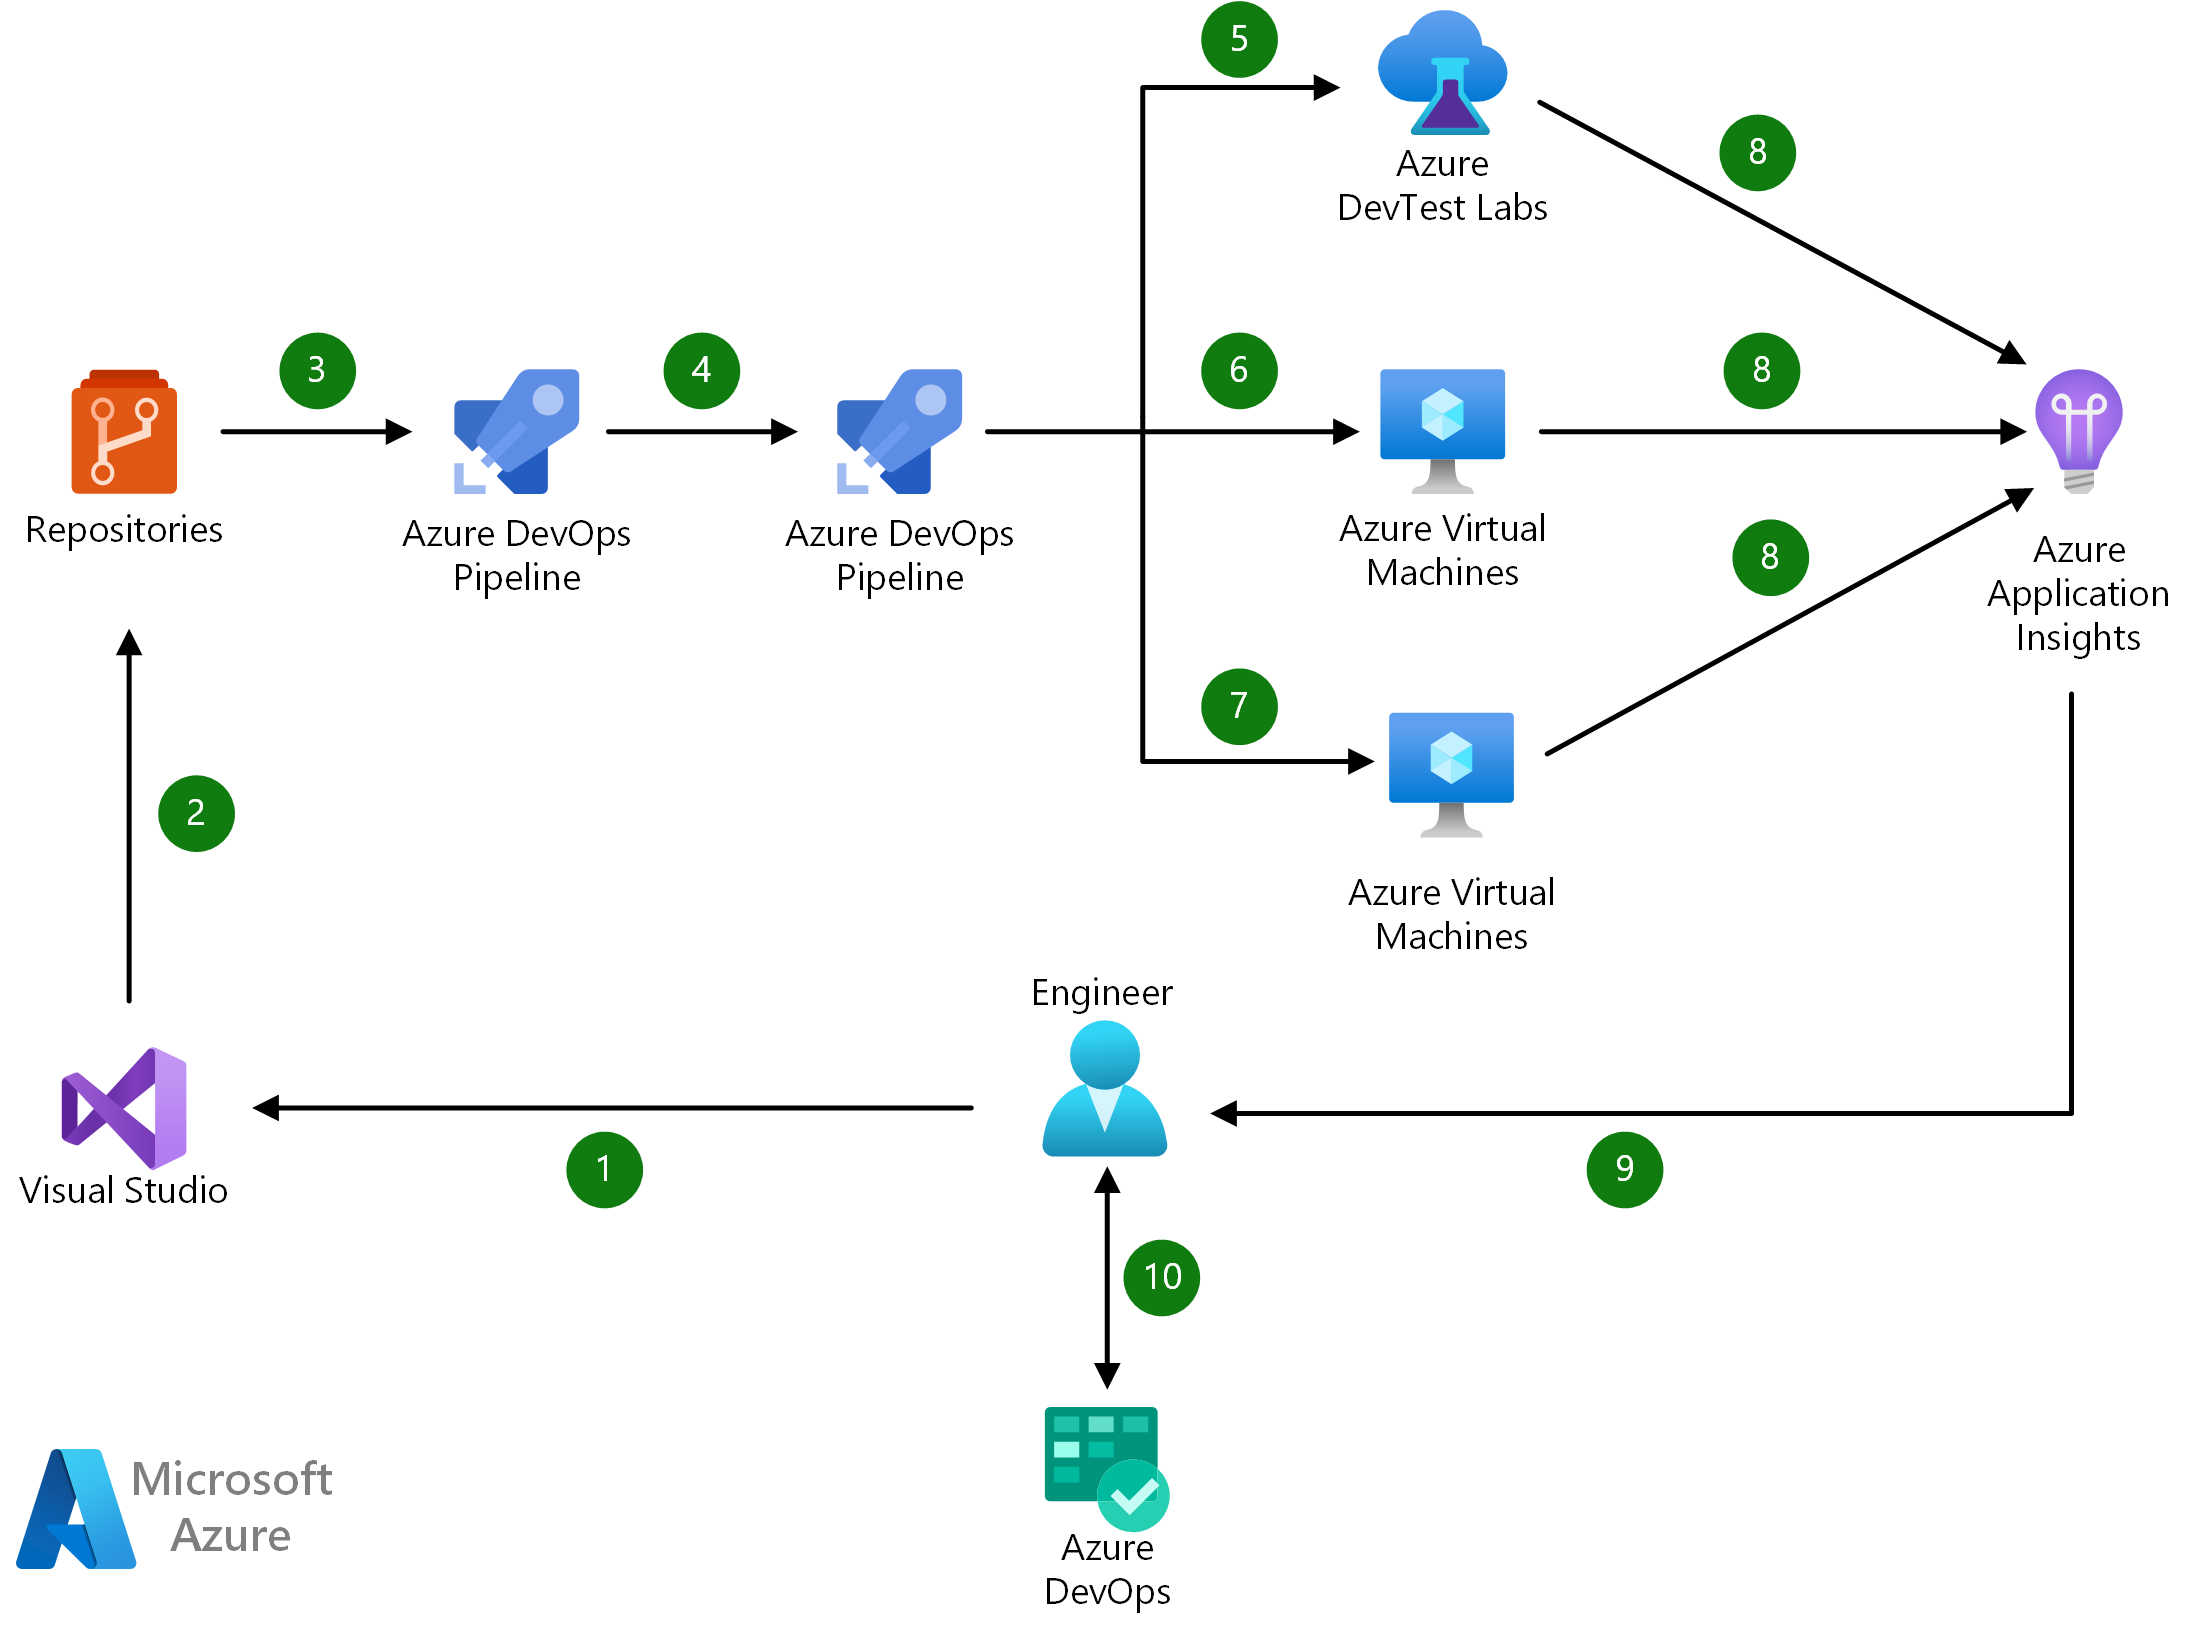 5
Azure
DevTest Labs
8
3
4
6
8
Repositories
Azure DevOps
Pipeline
Azure DevOps
Pipeline
Azure Virtual
Machines
8
Azure
Application
Insights
7
2
Azure Virtual
Machines
Engineer
Visual Studio
1
9
10
Azure
DevOps
Microsoft
Azure